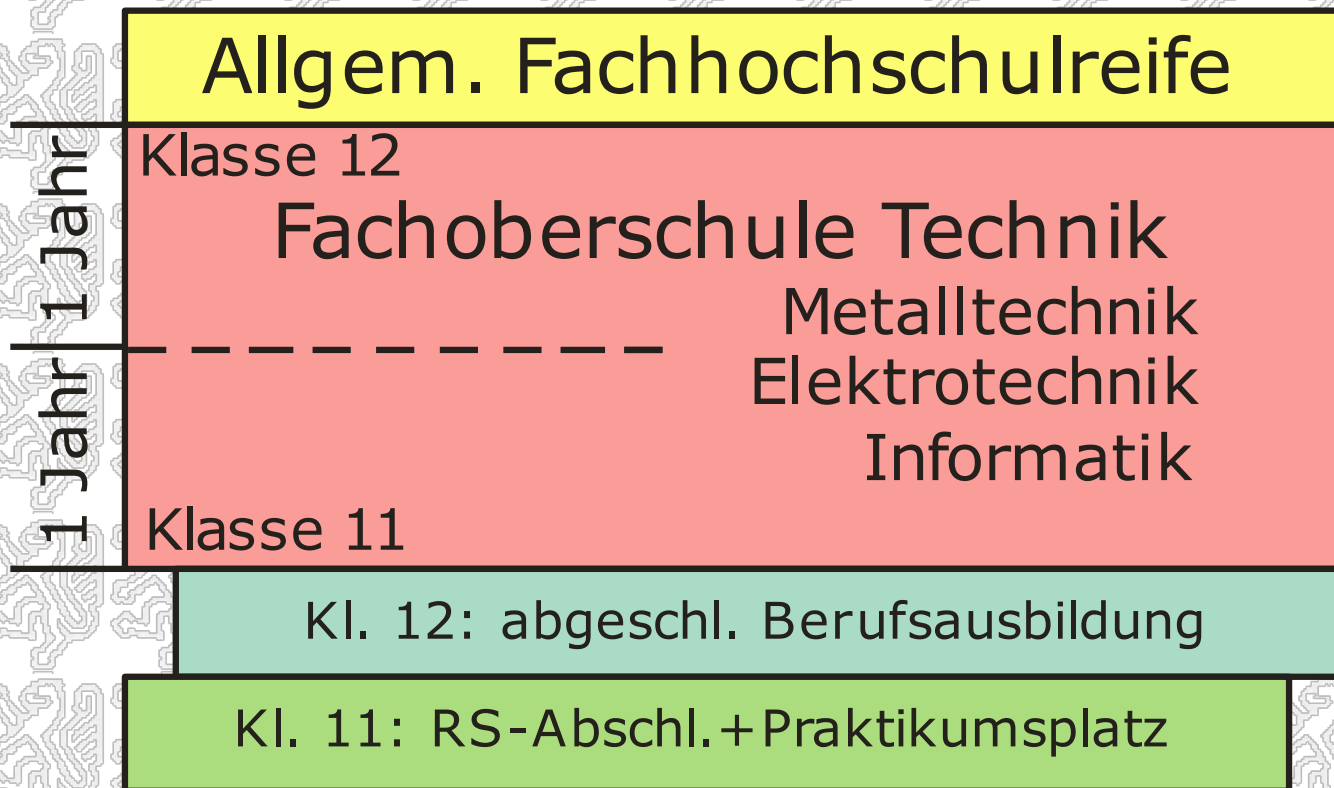 Allgem. Fachhochschulreife
1 Jahr
Klasse 12
Fachoberschule Technik
Metalltechnik
Elektrotechnik
Informatik
1 Jahr
Klasse 11
Kl. 12: abgeschl. Berufsausbildung
Kl. 11: RS-Abschl.+Praktikumsplatz